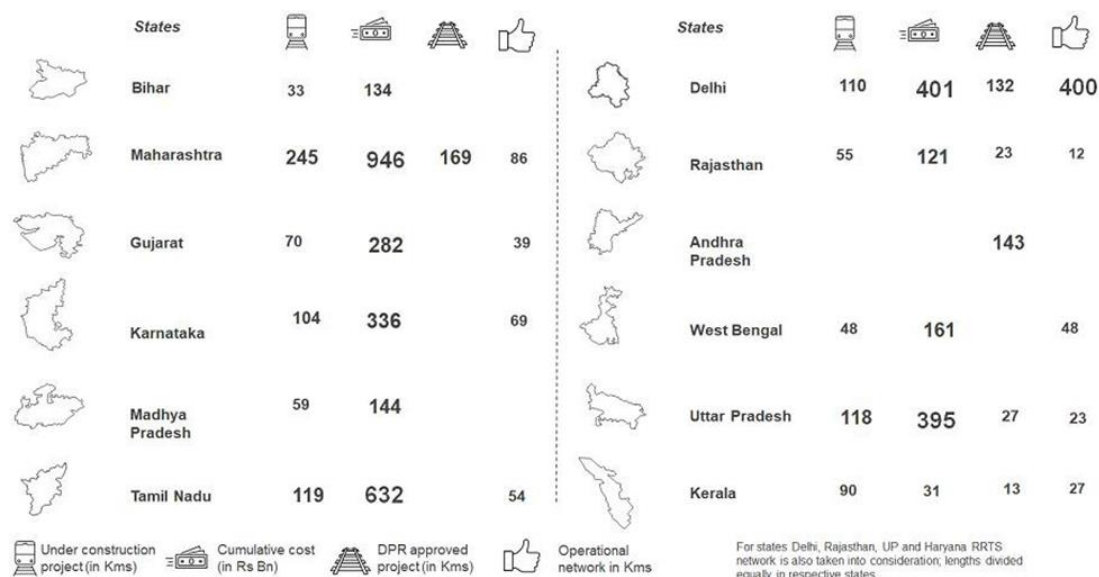 States
Bihar 33 134
Maharashtra 245 946 169 86
Gujarat 70 282 39
Karnataka 104 336 69
Madhya
Pradesh 59 144
Tamil Nadu 119 632 54
States
Delhi 110 401 132 400
Rajasthan 55 121 23 12
Andhra
Pradesh 143
West Bengal 48 161 48
Uttar Pradesh 118 395 27 23
Kerala 90 31 13 27
Under construction
project (in Kms)
Cumulative cost
(in Rs Bn)
DPR approved
project (in Kms)
Operational
network in Kms
For states Delhi, Rajasthan, UP and Haryana RRTS
network is also taken into consideration; lengths divided
equally in respective states